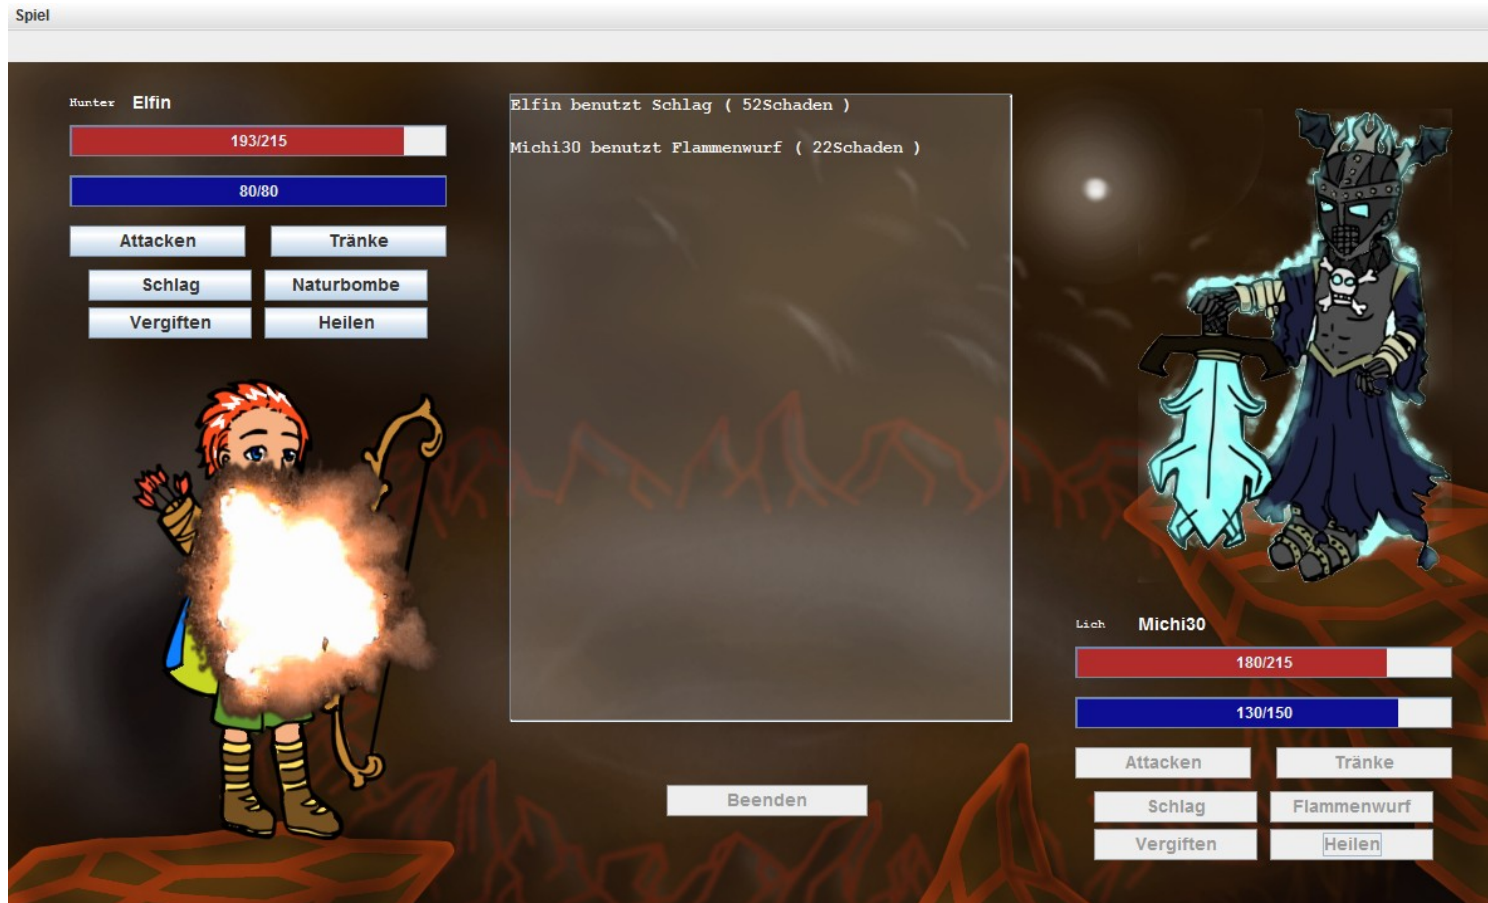 Spiel
Hunter Elfin
193/215
80/80
Attacken Tränke
Schlag Naturbombe
Vergiften Heilen
Elfin benutzt Schlag ( 52Schaden )
Michi30 benutzt Flammenwurf ( 22Schaden )
Lich Michi30
180/215
130/150
Attacken Tränke
Schlag Flammenwurf
Vergiften Heilen
Beenden